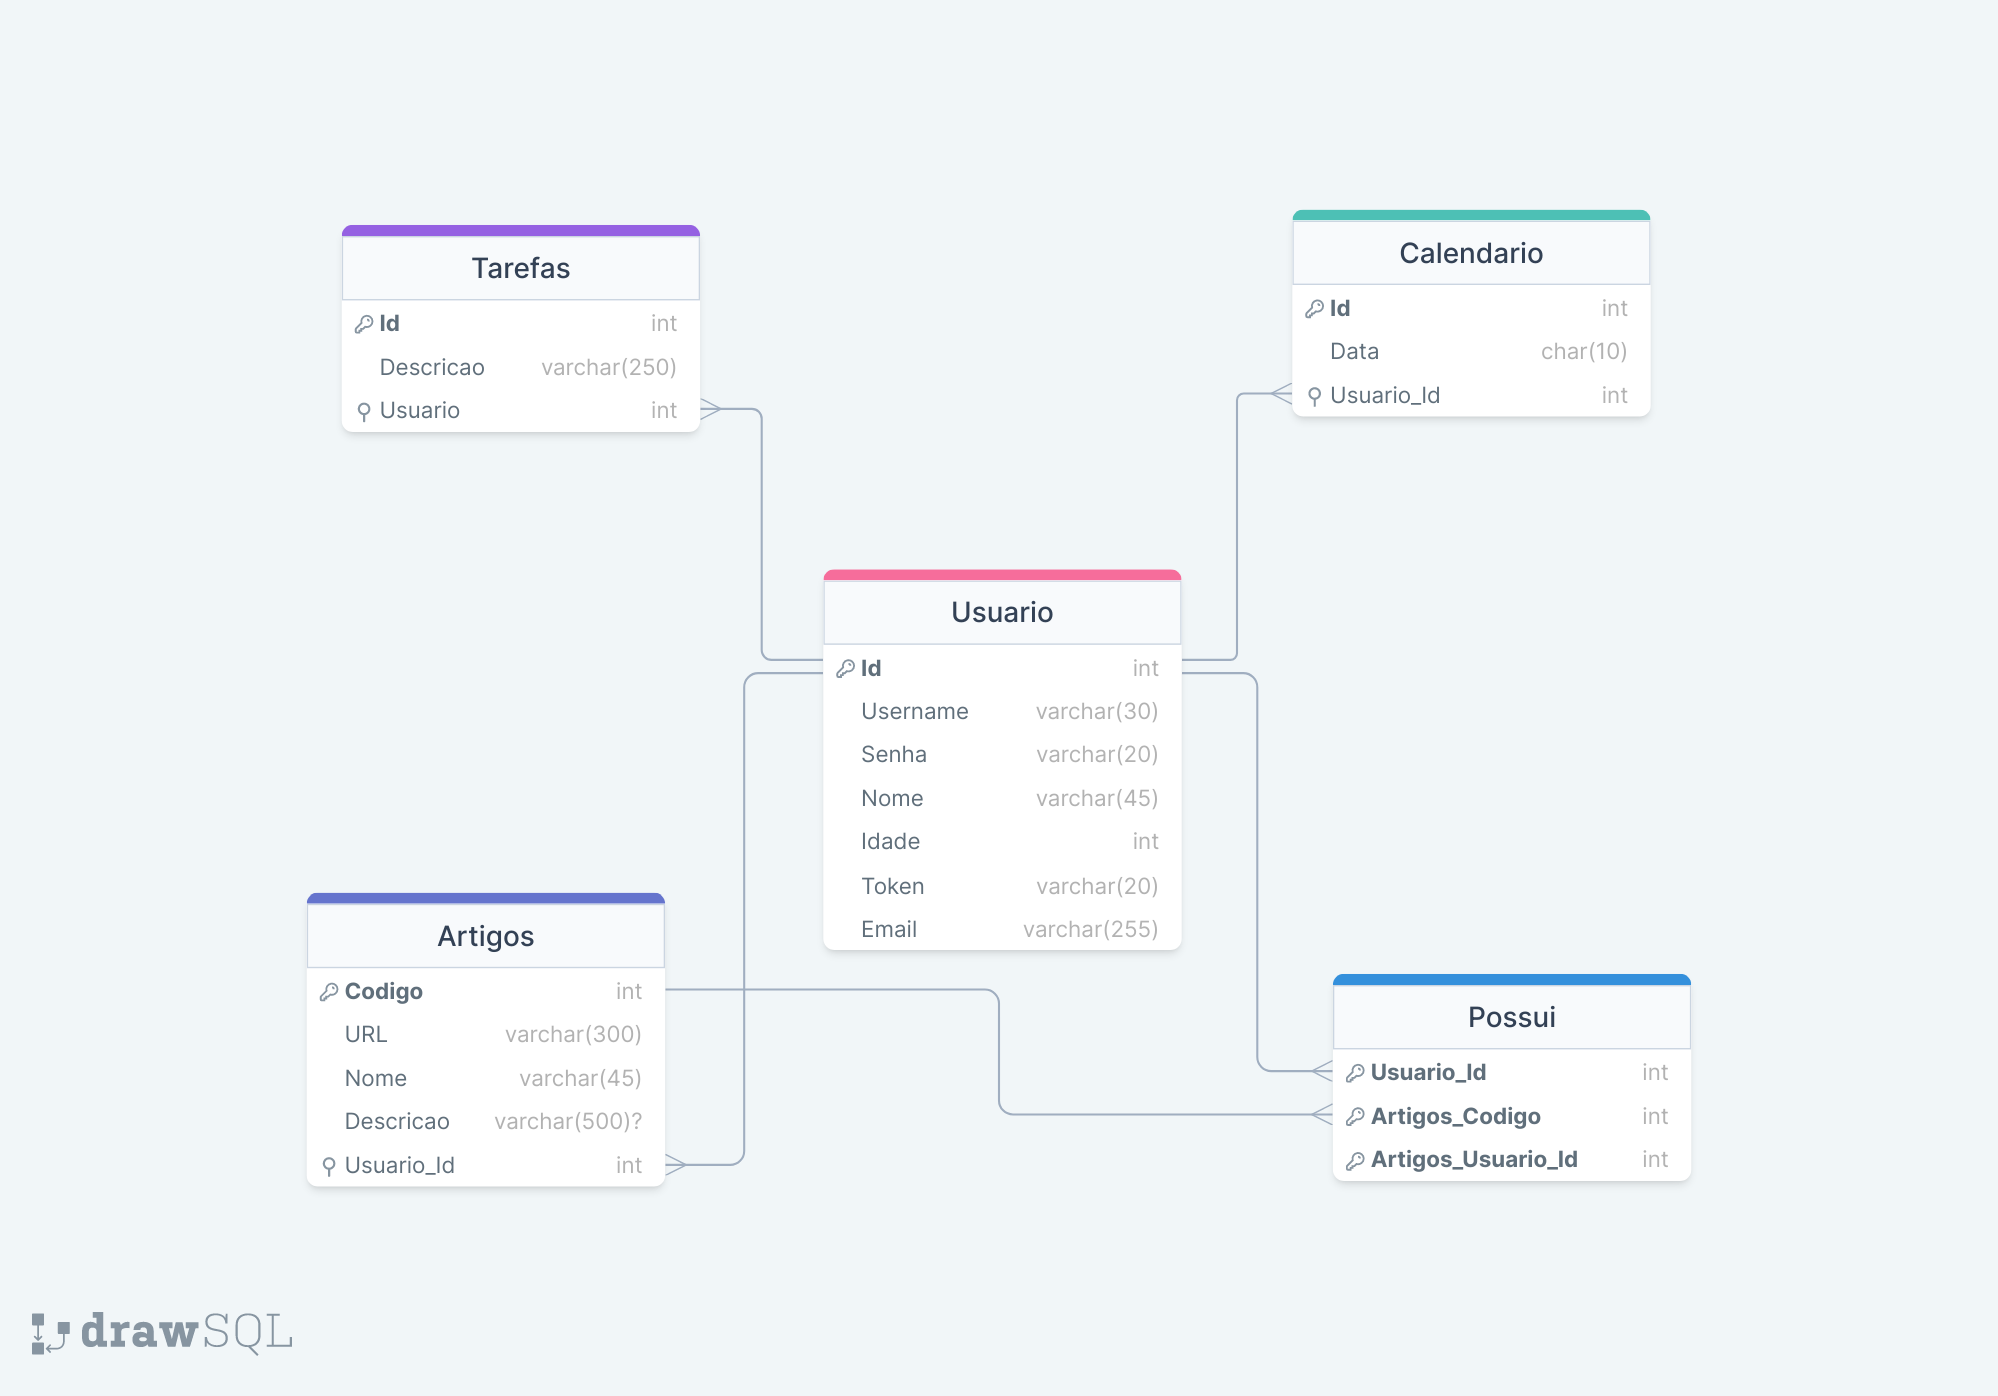 Tarefas
Id int
Descricao varchar(250)
Usuario int
Calendario
Id int
Data char(10)
Usuario_Id int
Usuario
Id int
Username varchar(30)
Senha varchar(20)
Nome varchar(45)
Idade int
Token varchar(20)
Email varchar(255)
Artigos
Codigo int
URL varchar(300)
Nome varchar(45)
Descricao varchar(500)?
Usuario_Id int
Possui
Usuario_Id int
Artigos_Codigo int
Artigos_Usuario_Id int
drawSQL